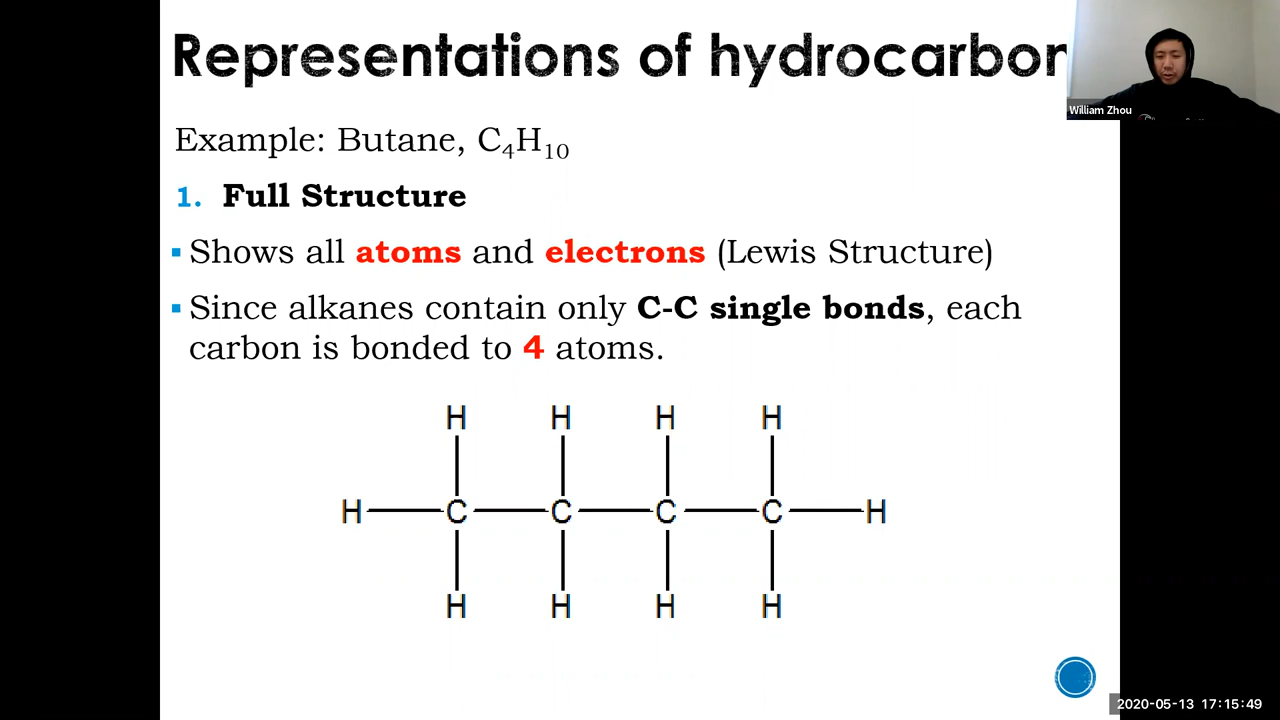 Representations of hydrocarbon
William Zhou
Example: Butane, C₄H₁₀
1. Full Structure
▪ Shows all atoms and electrons (Lewis Structure)
▪ Since alkanes contain only C-C single bonds, each
carbon is bonded to 4 atoms.
H H H H
H C C C C H
H H H H
2020-05-13 17:15:49